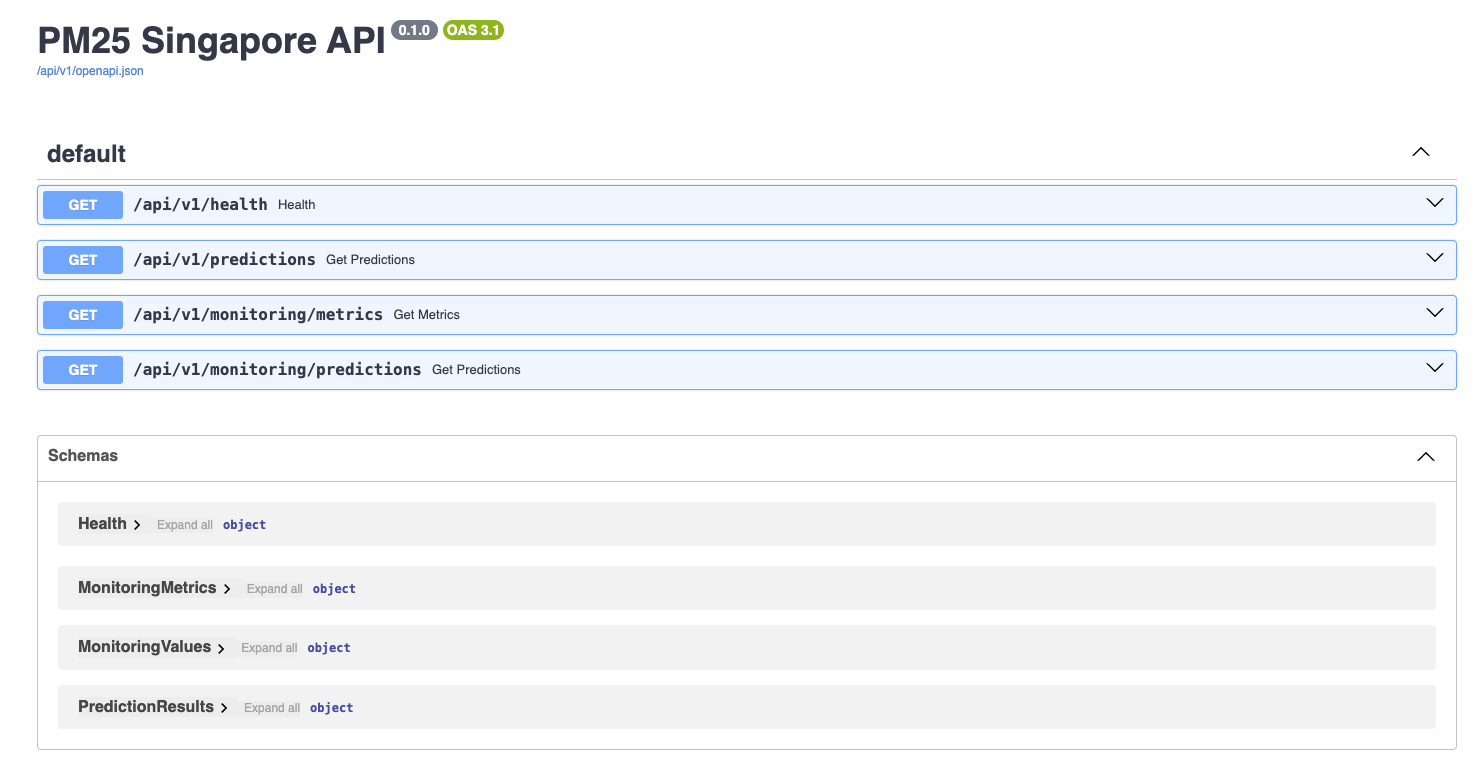 PM25 Singapore API 0.1.0 OAS 3.1
/api/v1/openapi.json
default
GET /api/v1/health Health
GET /api/v1/predictions Get Predictions
GET /api/v1/monitoring/metrics Get Metrics
GET /api/v1/monitoring/predictions Get Predictions
Schemas
Health Expand all object
MonitoringMetrics Expand all object
MonitoringValues Expand all object
PredictionResults Expand all object